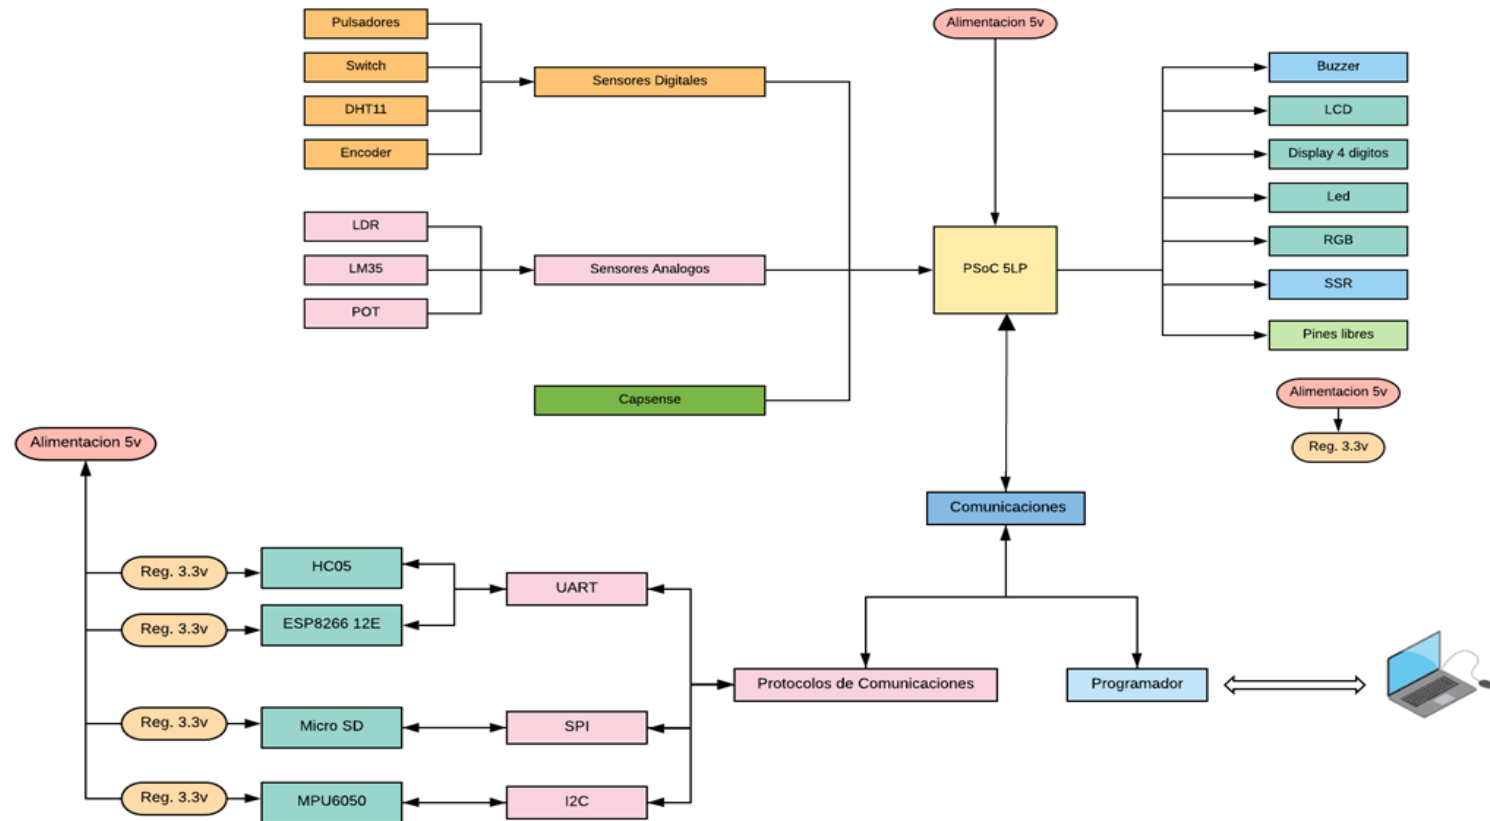 Pulsadores
Switch
DHT11
Encoder
Sensores Digitales
LDR
LM35
POT
Sensores Analogos
Capsense
Alimentacion 5v
PSoC 5LP
Buzzer
LCD
Display 4 digitos
Led
RGB
SSR
Pines libres
Alimentacion 5v
Reg. 3.3v
Comunicaciones
Alimentacion 5v
Reg. 3.3v
HC05
UART
Reg. 3.3v
ESP8266 12E
Protocolos de Comunicaciones
Programador
Reg. 3.3v
Micro SD
SPI
Reg. 3.3v
MPU6050
I2C